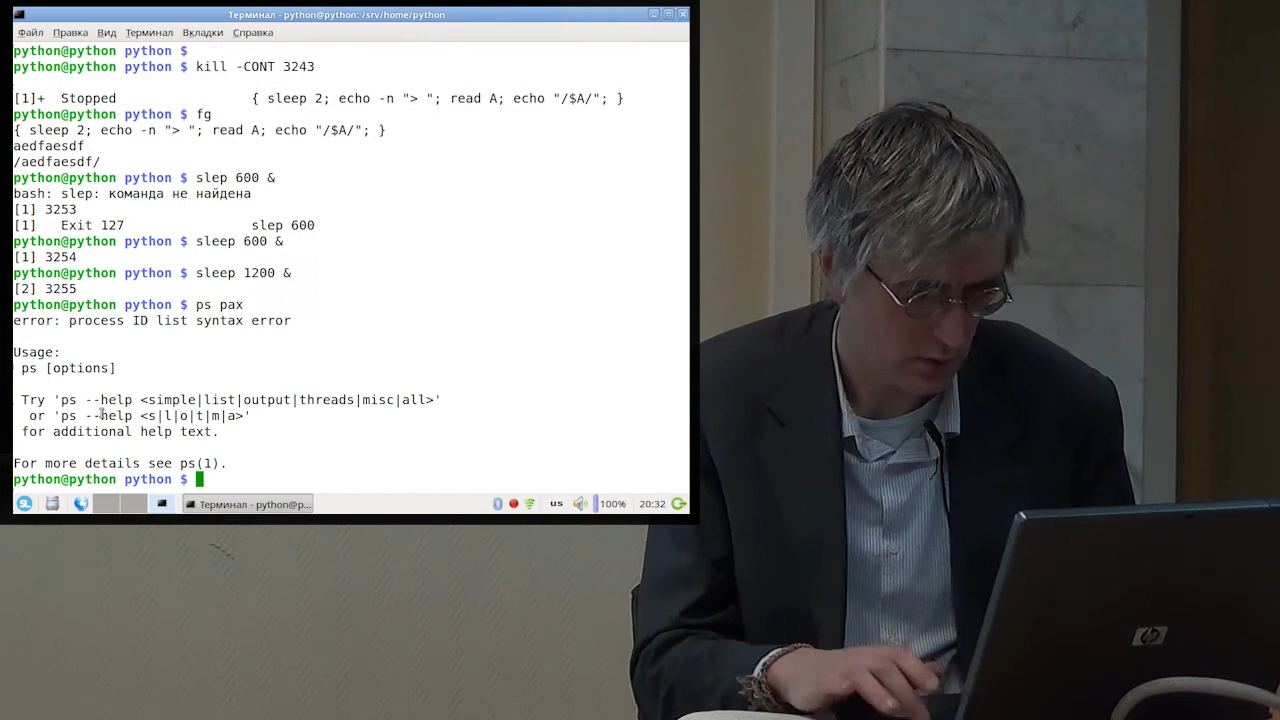 Терминал - python@python: /srv/home/python
Файл Правка Вид Терминал Вкладки Справка
python@python python $
python@python python $ kill -CONT 3243
[1]+  Stopped                 { sleep 2; echo -n "> "; read A; echo "/$A/"; }
python@python python $ fg
{ sleep 2; echo -n "> "; read A; echo "/$A/"; }
aedfaesdf
/aedfaesdf/
python@python python $ slep 600 &
bash: slep: команда не найдена
[1] 3253
[1]   Exit 127                slep 600
python@python python $ sleep 600 &
[1] 3254
python@python python $ sleep 1200 &
[2] 3255
python@python python $ ps pax
error: process ID list syntax error
Usage:
ps [options]
Try 'ps --help <simple|list|output|threads|misc|all>'
or 'ps --help <s|l|o|t|m|a>'
for additional help text.
For more details see ps(1).
python@python python $
Терминал - python@p... us 100% 20:32
hp